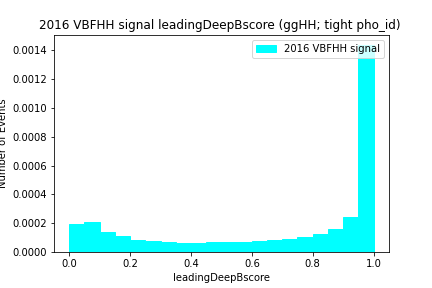 2016 VBFHH signal leadingDeepBscore (ggHH; tight pho_id)
2016 VBFHH signal
Number of Events
0.0014
0.0012
0.0010
0.0008
0.0006
0.0004
0.0002
0.0000
0.0 0.2 0.4 0.6 0.8 1.0
leadingDeepBscore